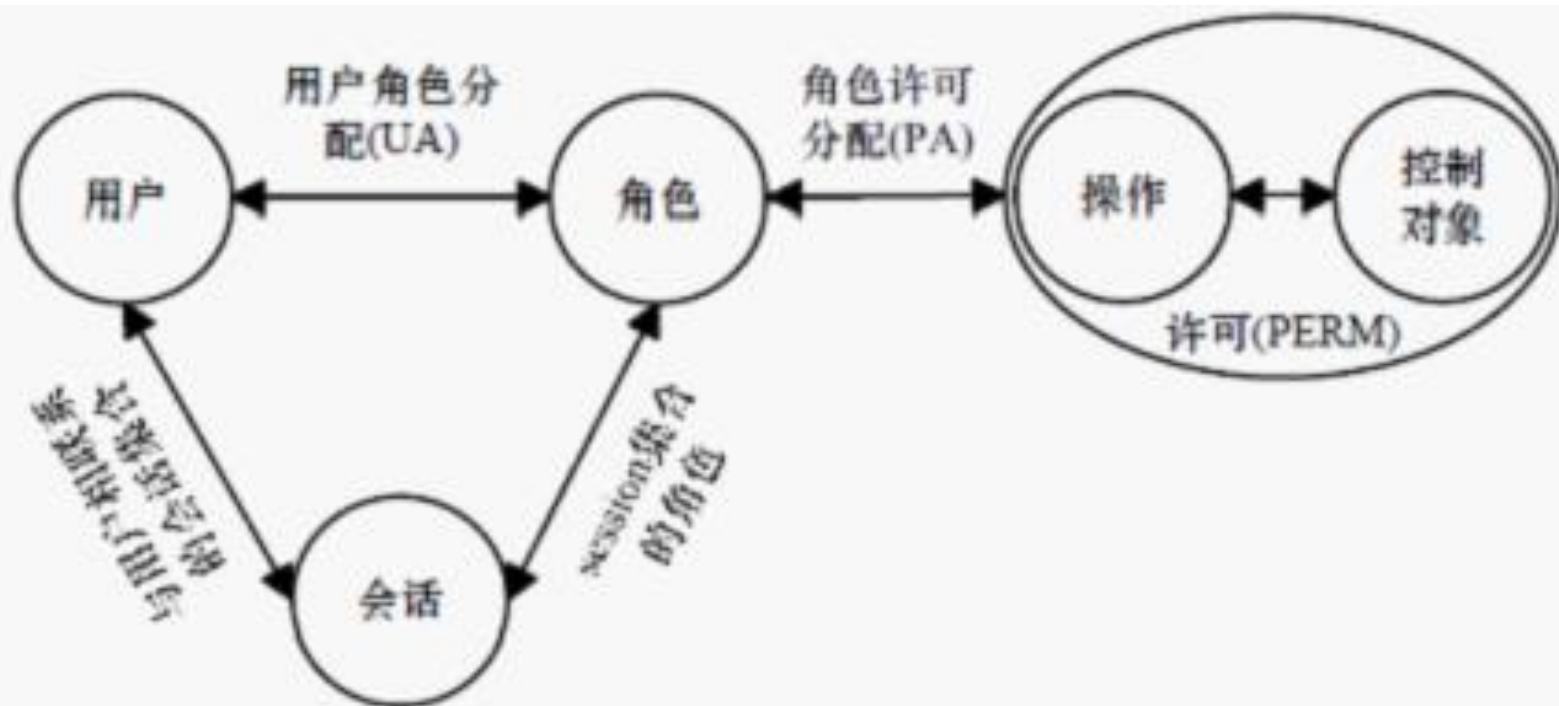 用户角色分
配(UA)
角色许可
分配(PA)
用户
角色
操作
控制
对象
许可(PERM)
与用户相联系
的会话集合
session集合
的角色
会话